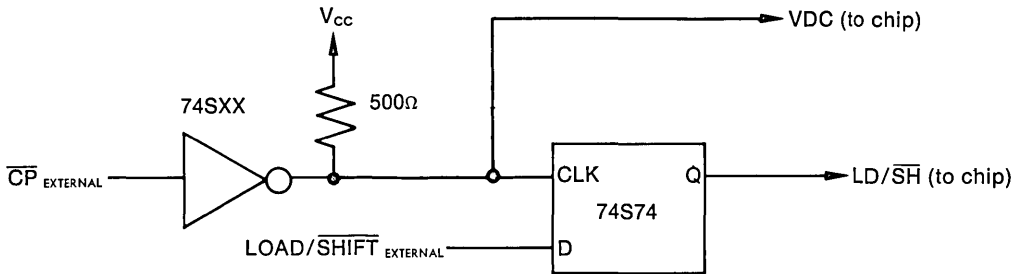 VCC
VDC (to chip)
74SXX
500Ω
CP EXTERNAL
CLK
Q
LD/SH (to chip)
74S74
LOAD/SHIFT EXTERNAL
D